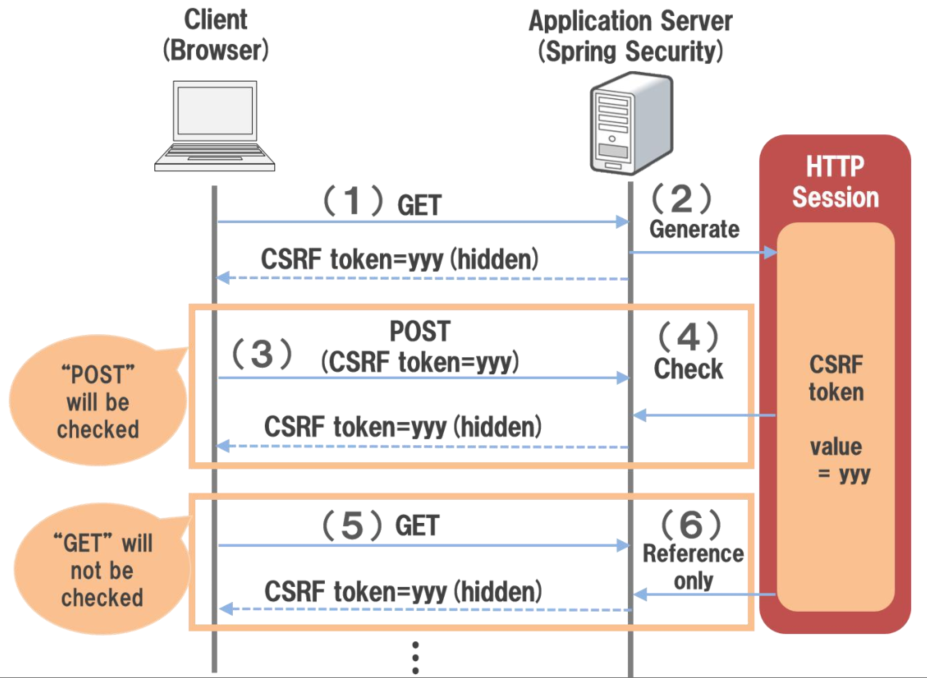 Client
(Browser)
Application Server
(Spring Security)
HTTP
Session
(1) GET
(2)
Generate
CSRF token=yyy (hidden)
"POST"
will be
checked
(3)
POST
(CSRF token=yyy)
(4)
Check
CSRF token=yyy (hidden)
CSRF
token
value
= yyy
"GET" will
not be
checked
(5) GET
(6)
Reference
only
CSRF token=yyy (hidden)